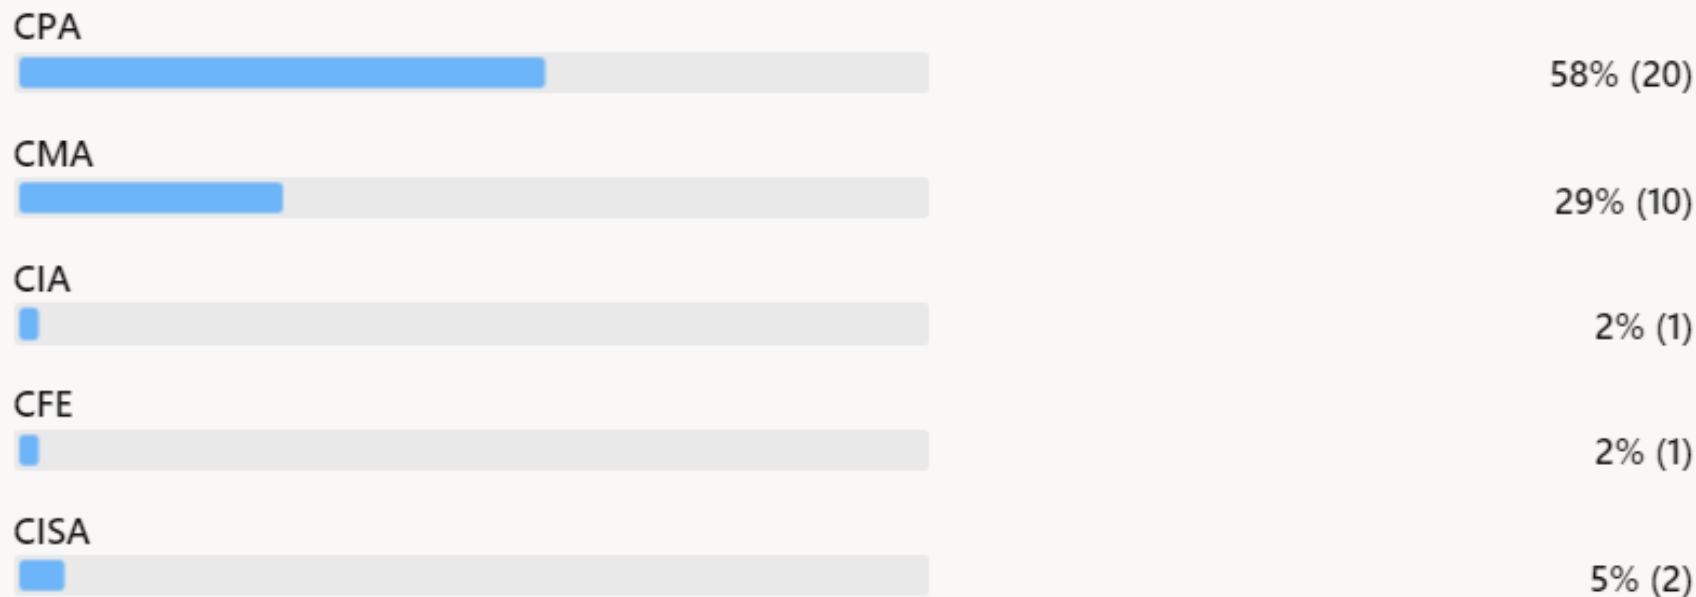 CPA
58% (20)
CMA
29% (10)
CIA
2% (1)
CFE
2% (1)
CISA
5% (2)